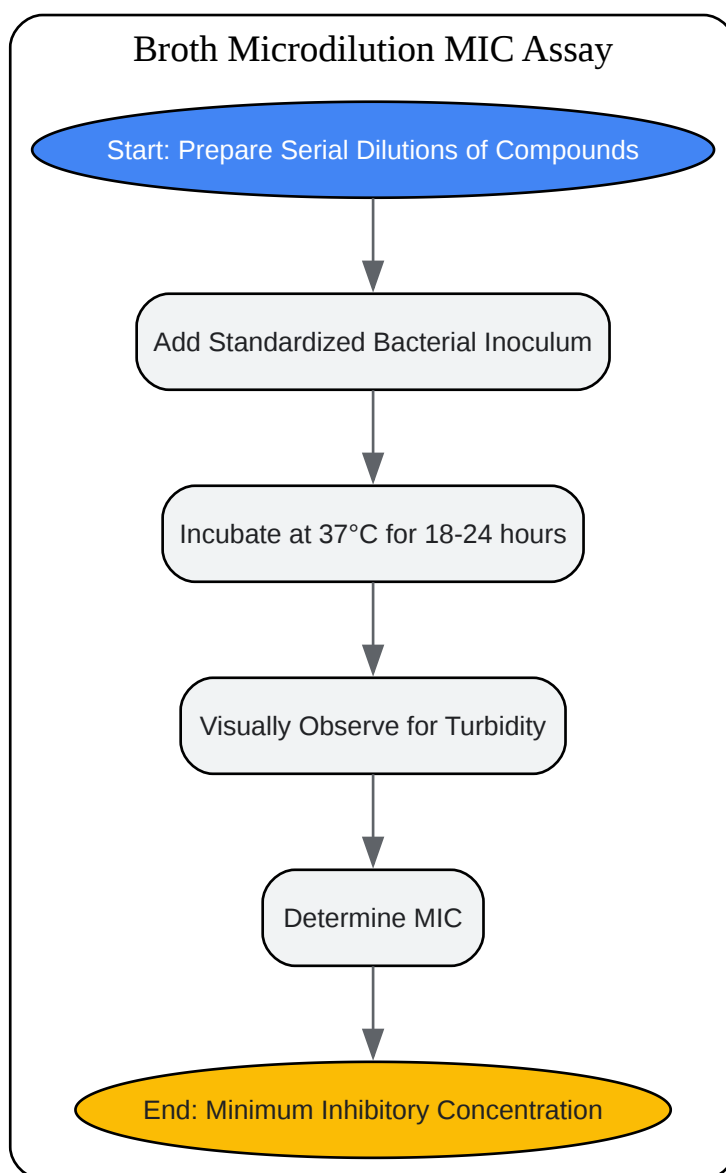 Broth Microdilution MIC Assay
Start: Prepare Serial Dilutions of Compounds
Add Standardized Bacterial Inoculum
Incubate at 37°C for 18-24 hours
Visually Observe for Turbidity
Determine MIC
End: Minimum Inhibitory Concentration